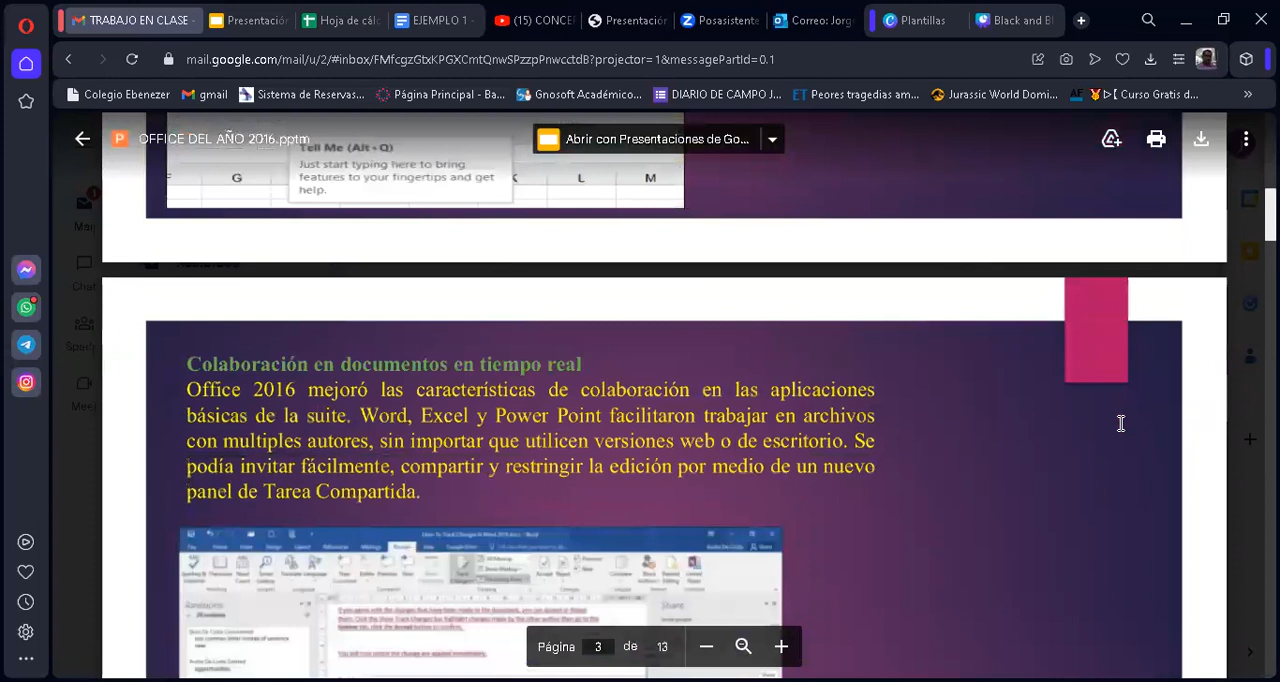 TRABAJO EN CLASE -
Presentació
Hoja de cálc
EJEMPLO 1 -
(15) CONCEP
Presentación
Posasistente
Correo: Jorg
Plantillas
Black and Bl
mail.google.com/mail/u/2/#inbox/FMfcgzGtxKPGXCmtQnwSPzzpPnwcctdB?projector=1&messagePartId=0.1
Colegio Ebenezer
gmail
Sistema de Reservas...
Página Principal - Ba...
Gnosoft Académico...
DIARIO DE CAMPO J...
Peores tragedias am...
Jurassic World Domi...
[ Curso Gratis d
OFFICE DEL AÑO 2016.pptm
Abrir con Presentaciones de Go...
Tell Me (Alt+Q)
Just start typing here to bring
features to your fingertips and get
help.
F G K L M
Colaboración en documentos en tiempo real
Office 2016 mejoró las características de colaboración en las aplicaciones
básicas de la suite. Word, Excel y Power Point facilitaron trabajar en archivos
con multiples autores, sin importar que utilicen versiones web o de escritorio. Se
podía invitar fácilmente, compartir y restringir la edición por medio de un nuevo
panel de Tarea Compartida.
Share
Página 3 de 13